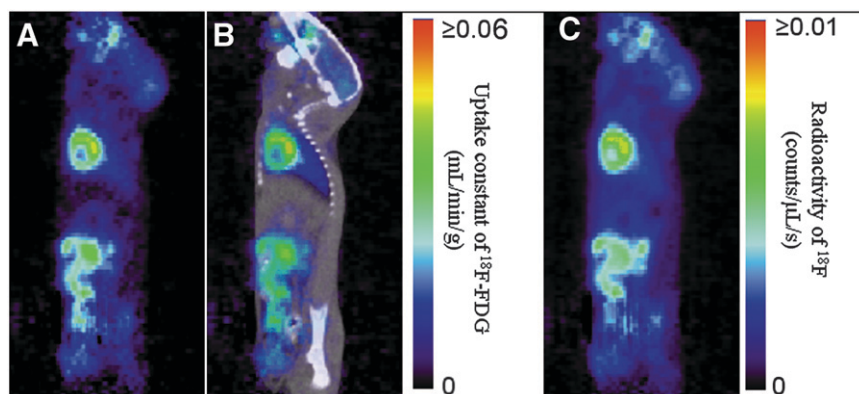 A
B
≥0.06
Uptake constant of ¹⁸F-FDG
(mL/min/g)
0
C
≥0.01
Radioactivity of ¹⁸F
(counts/μL/s)
0